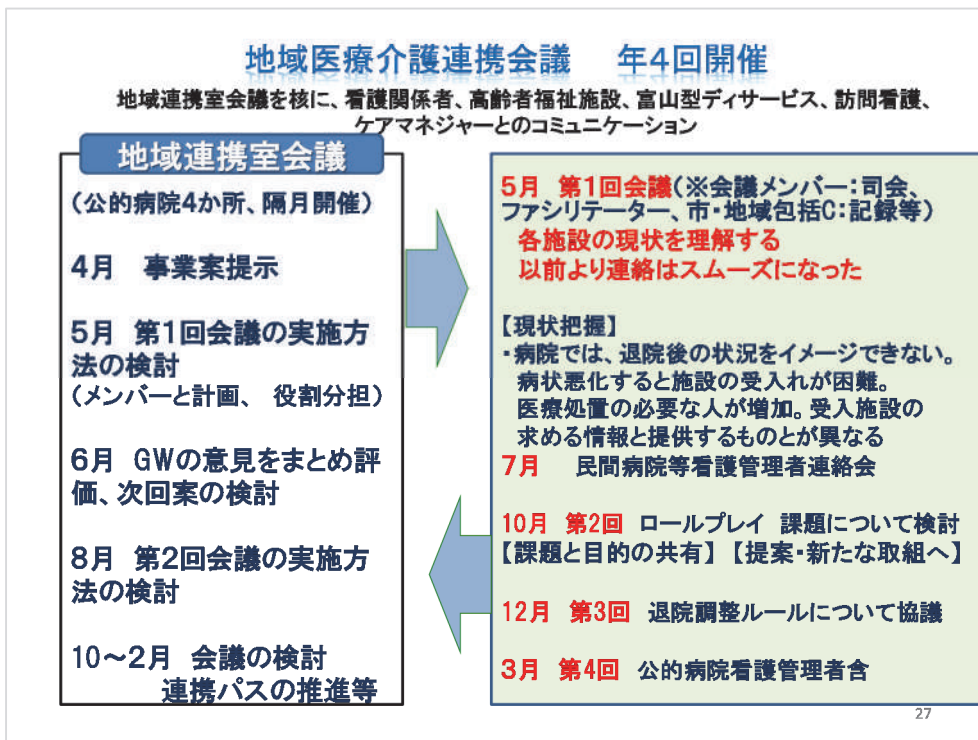 地域医療介護連携会議　年4回開催
地域連携室会議を核に、看護関係者、高齢者福祉施設、富山型ディサービス、訪問看護、
ケアマネジャーとのコミュニケーション
地域連携室会議
（公的病院4か所、隔月開催）
4月　事業案提示
5月　第1回会議の実施方
法の検討
（メンバーと計画、役割分担）
6月　GWの意見をまとめ評
価、次回案の検討
8月　第2回会議の実施方
法の検討
10～2月　会議の検討
連携パスの推進等
5月　第1回会議（※会議メンバー：司会、
ファシリテーター、市・地域包括C：記録等）
各施設の現状を理解する
以前より連絡はスムーズになった
【現状把握】
・病院では、退院後の状況をイメージできない。
病状悪化すると施設の受入れが困難。
医療処置の必要な人が増加。受入施設の
求める情報と提供するものとが異なる
7月　民間病院等看護管理者連絡会
10月　第2回　ロールプレイ　課題について検討
【課題と目的の共有】【提案・新たな取組へ】
12月　第3回　退院調整ルールについて協議
3月　第4回　公的病院看護管理者含
27